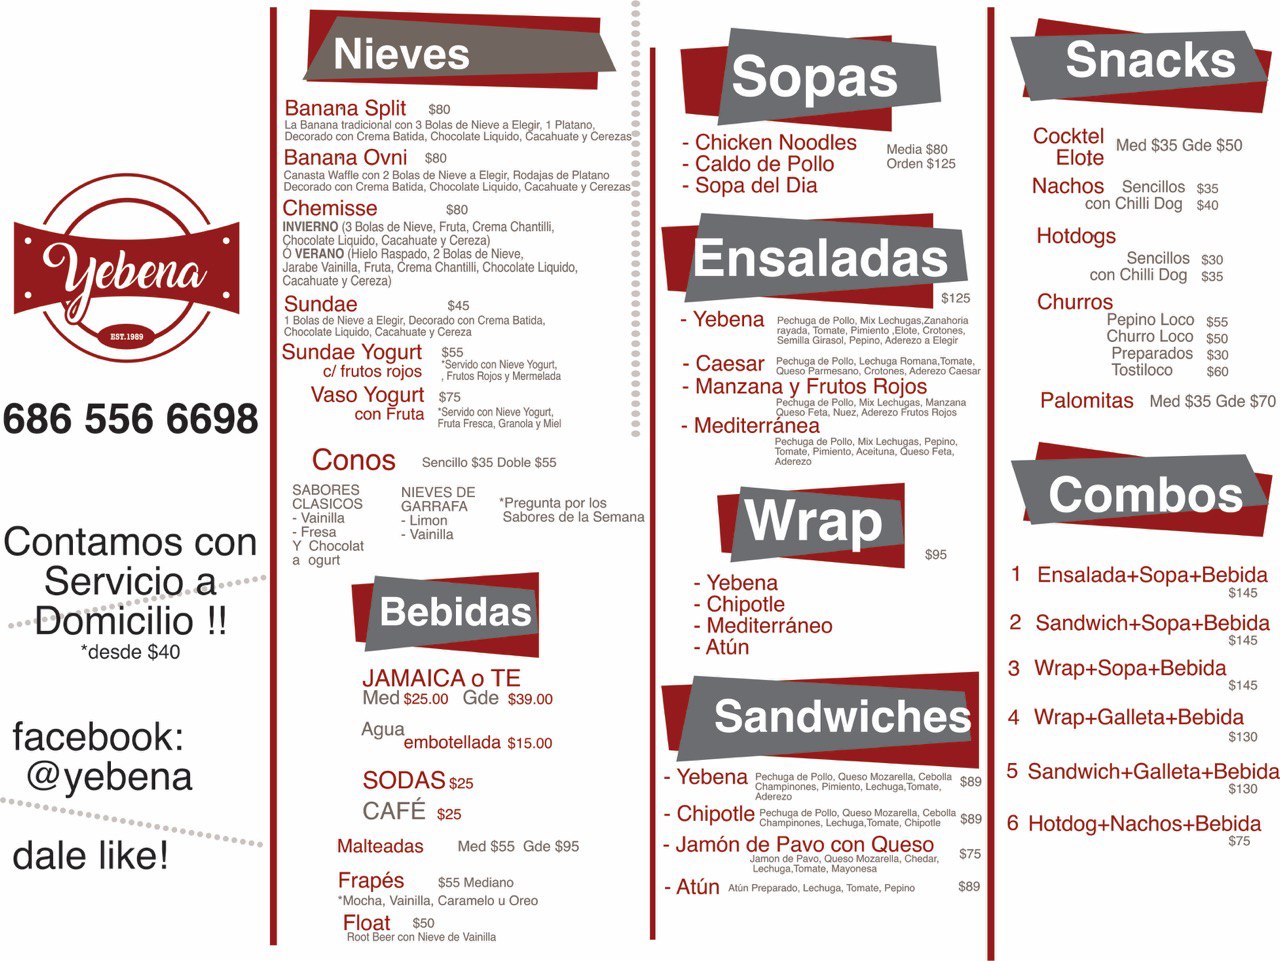 Yebena
EST.1989
686 556 6698
Contamos con
Servicio a
Domicilio !!
*desde $40
facebook:
@yebena
dale like!
Nieves
Banana Split $80
La Banana tradicional con 3 Bolas de Nieve a Elegir, 1 Platano,
Decorado con Crema Batida, Chocolate Liquido, Cacahuate y Cerezas
Banana Ovni $80
Canasta Waffle con 2 Bolas de Nieve a Elegir, Rodajas de Platano
Decorado con Crema Batida, Chocolate Liquido, Cacahuate y Cerezas
Chemisse $80
INVIERNO (3 Bolas de Nieve, Fruta, Crema Chantilli,
Chocolate Liquido, Cacahuate y Cereza)
Ó VERANO (Hielo Raspado, 2 Bolas de Nieve,
Jarabe Vainilla, Fruta, Crema Chantilli, Chocolate Liquido,
Cacahuate y Cereza)
Sundae $45
1 Bolas de Nieve a Elegir, Decorado con Crema Batida,
Chocolate Liquido, Cacahuate y Cereza
Sundae Yogurt $55
c/ frutos rojos *Servido con Nieve Yogurt,
, Frutos Rojos y Mermelada
Vaso Yogurt $75
con Fruta *Servido con Nieve Yogurt,
Fruta Fresca, Granola y Miel
Conos Sencillo $35 Doble $55
SABORES
CLASICOS
- Vainilla
- Fresa
Y Chocolat
a ogurt
NIEVES DE
GARRAFA
- Limon
- Vainilla
*Pregunta por los
Sabores de la Semana
Bebidas
JAMAICA o TE
Med $25.00 Gde $39.00
Agua
embotellada $15.00
SODAS $25
CAFÉ $25
Malteadas Med $55 Gde $95
Frapés $55 Mediano
*Mocha, Vainilla, Caramelo u Oreo
Float $50
Root Beer con Nieve de Vainilla
Sopas
- Chicken Noodles
- Caldo de Pollo
- Sopa del Dia
Media $80
Orden $125
Ensaladas
$125
- Yebena Pechuga de Pollo, Mix Lechugas,Zanahoria
rayada, Tomate, Pimiento ,Elote, Crotones,
Semilla Girasol, Pepino, Aderezo a Elegir
- Caesar Pechuga de Pollo, Lechuga Romana,Tomate,
Queso Parmesano, Crotones, Aderezo Caesar
- Manzana y Frutos Rojos
Pechuga de Pollo, Mix Lechugas, Manzana
Queso Feta, Nuez, Aderezo Frutos Rojos
- Mediterránea
Pechuga de Pollo, Mix Lechugas, Pepino,
Tomate, Pimiento, Aceituna, Queso Feta,
Aderezo
Wrap
$95
- Yebena
- Chipotle
- Mediterráneo
- Atún
Sandwiches
- Yebena Pechuga de Pollo, Queso Mozarella, Cebolla $89
Champinones, Pimiento, Lechuga,Tomate,
Aderezo
- Chipotle Pechuga de Pollo, Queso Mozarella, Cebolla $89
Champinones, Lechuga,Tomate, Chipotle
- Jamón de Pavo con Queso $75
Jamon de Pavo, Queso Mozarella, Chedar,
Lechuga,Tomate, Mayonesa
- Atún Atún Preparado, Lechuga, Tomate, Pepino $89
Snacks
Cocktel
Elote Med $35 Gde $50
Nachos Sencillos $35
con Chilli Dog $40
Hotdogs
Sencillos $30
con Chilli Dog $35
Churros
Pepino Loco $55
Churro Loco $50
Preparados $30
Tostiloco $60
Palomitas Med $35 Gde $70
Combos
1 Ensalada+Sopa+Bebida
$145
2 Sandwich+Sopa+Bebida
$145
3 Wrap+Sopa+Bebida
$145
4 Wrap+Galleta+Bebida
$130
5 Sandwich+Galleta+Bebida
$130
6 Hotdog+Nachos+Bebida
$75